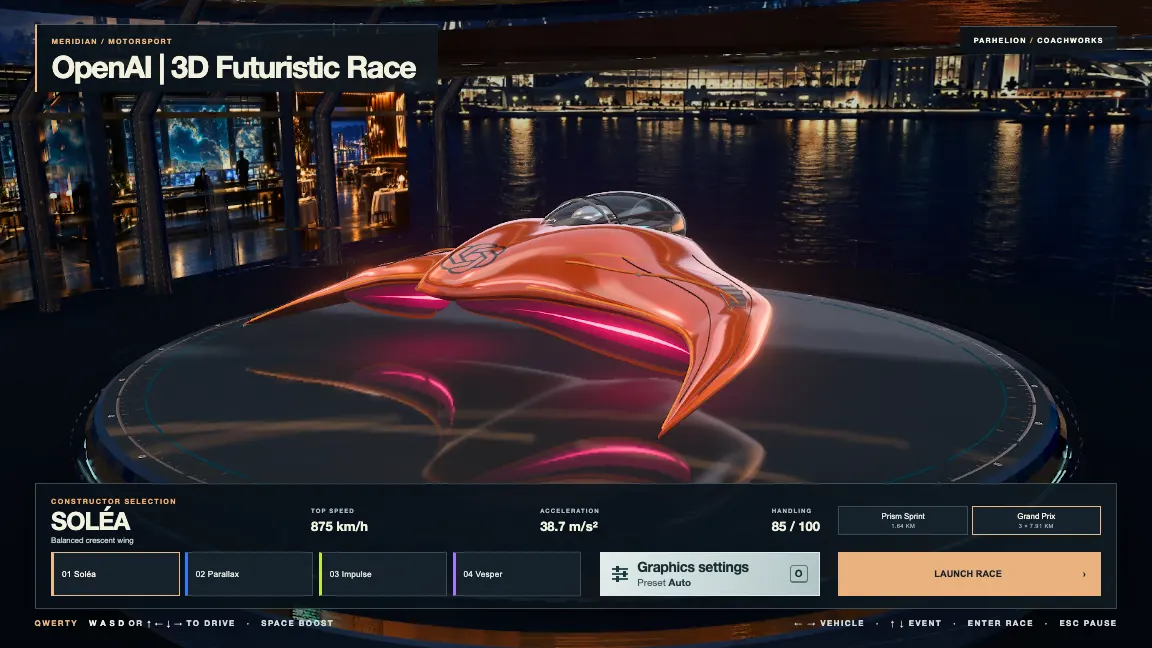 MERIDIAN / MOTORSPORT
OpenAI | 3D Futuristic Race
PARHELION / COACHWORKS
CONSTRUCTOR SELECTION
SOLÉA
Balanced crescent wing
TOP SPEED
875 km/h
ACCELERATION
38.7 m/s²
HANDLING
85 / 100
Prism Sprint
1.64 KM
Grand Prix
3 × 7.91 KM
01 Soléa
02 Parallax
03 Impulse
04 Vesper
Graphics settings
Preset Auto
O
LAUNCH RACE ›
QWERTY W A S D OR ↑ ← ↓ → TO DRIVE · SPACE BOOST
← → VEHICLE · ↑ ↓ EVENT · ENTER RACE · ESC PAUSE